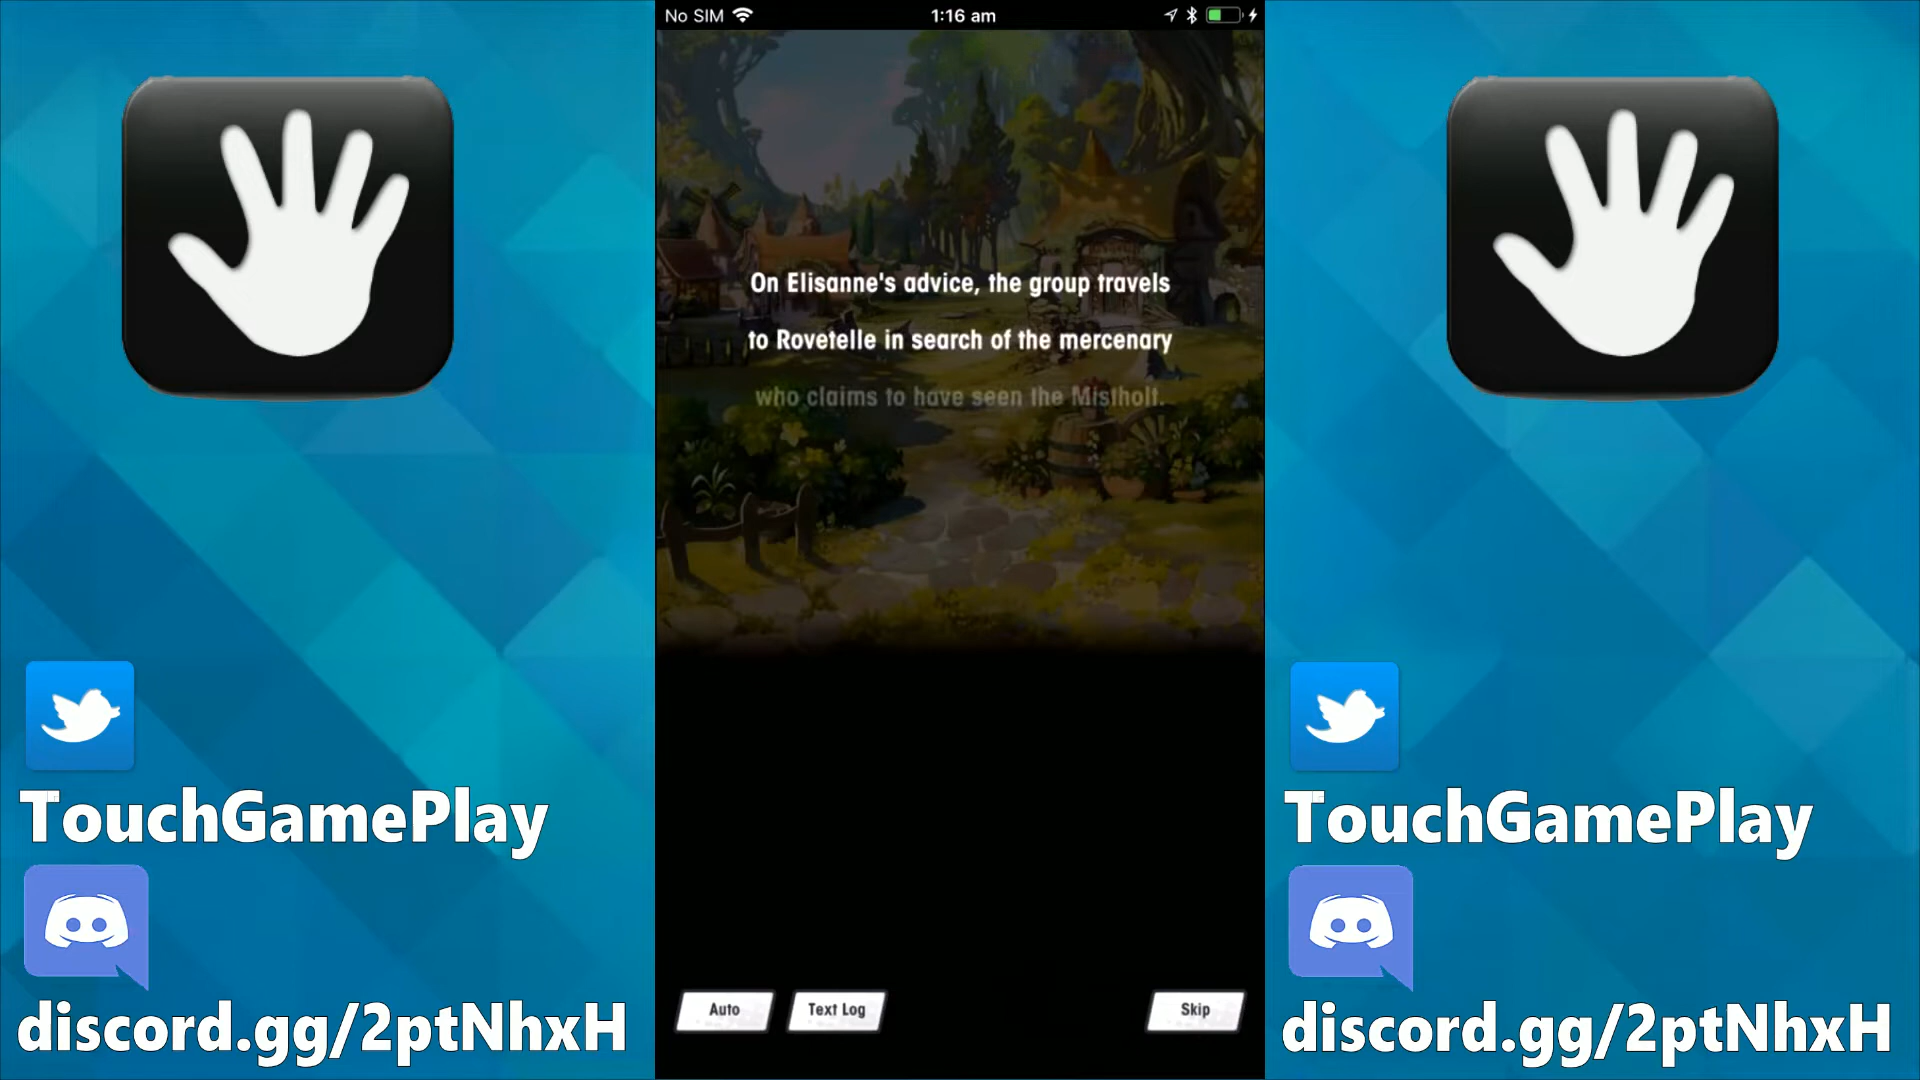 No SIM
1:16 am
On Elisanne's advice, the group travels
to Rovetelle in search of the mercenary
who claims to have seen the Mistholt.
Auto
Text Log
Skip
TouchGamePlay
discord.gg/2ptNhxH
TouchGamePlay
discord.gg/2ptNhxH